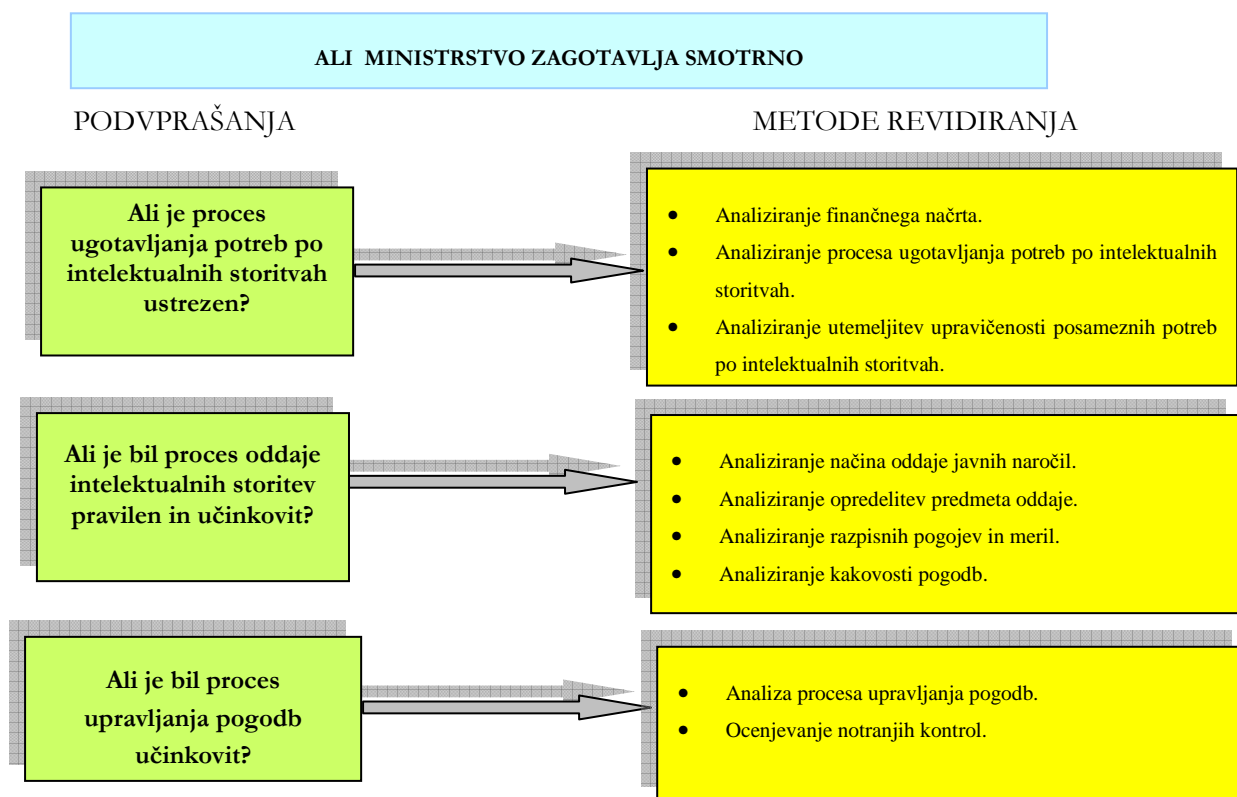 ALI MINISTRSTVO ZAGOTAVLJA SMOTRNO
PODVPRAŠANJA
METODE REVIDIRANJA
Ali je proces
ugotavljanja potreb po
intelektualnih storitvah
ustrezen?
• Analiziranje finančnega načrta.
• Analiziranje procesa ugotavljanja potreb po intelektualnih
storitvah.
• Analiziranje utemeljitev upravičenosti posameznih potreb
po intelektualnih storitvah.
Ali je bil proces oddaje
intelektualnih storitev
pravilen in učinkovit?
• Analiziranje načina oddaje javnih naročil.
• Analiziranje opredelitev predmeta oddaje.
• Analiziranje razpisnih pogojev in meril.
• Analiziranje kakovosti pogodb.
Ali je bil proces
upravljanja pogodb
učinkovit?
• Analiza procesa upravljanja pogodb.
• Ocenjevanje notranjih kontrol.